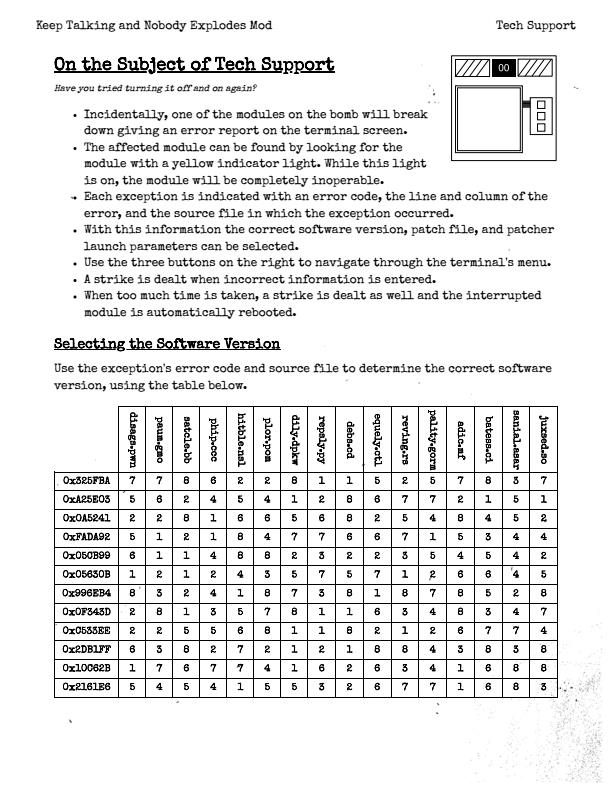 Keep Talking and Nobody Explodes Mod Tech Support
On the Subject of Tech Support
00
Have you tried turning it off and on again?
• Incidentally, one of the modules on the bomb will break
down giving an error report on the terminal screen.
• The affected module can be found by looking for the
module with a yellow indicator light. While this light
is on, the module will be completely inoperable.
• Each exception is indicated with an error code, the line and column of the
error, and the source file in which the exception occurred.
• With this information the correct software version, patch file, and patcher
launch parameters can be selected.
• Use the three buttons on the right to navigate through the terminal's menu.
• A strike is dealt when incorrect information is entered.
• When too much time is taken, a strike is dealt as well and the interrupted
module is automatically rebooted.
Selecting the Software Version
Use the exception's error code and source file to determine the correct software
version, using the table below.
disags.pwn paum.gmo satcle.bb phip.ccc hitble.nsl plor.pom dily.dpkw repaly.py debs.cd equely.ctl reving.rs pality.gorm adic.mf batess.ci sanial.asar juxsed.so
0x325FBA 7 7 8 6 2 2 8 1 1 5 2 5 7 8 3 7
0xA25E03 5 6 2 4 5 4 1 2 8 6 7 7 2 1 5 1
0x0A5241 2 2 8 1 6 6 5 6 8 2 5 4 8 4 5 2
0xFADA92 5 1 2 1 8 4 7 7 6 6 7 1 5 3 4 4
0x050B99 6 1 1 4 8 8 2 3 2 2 3 5 4 5 4 2
0x05630B 1 2 1 2 4 3 5 7 5 7 1 2 6 6 4 5
0x996EB4 8 3 2 4 1 8 7 3 8 1 8 7 8 5 2 8
0x0F343D 2 8 1 3 5 7 8 1 1 6 3 4 8 3 4 7
0xC533EE 2 2 5 5 6 8 1 1 8 2 1 2 6 7 7 4
0x2DB1FF 6 3 8 2 7 2 1 2 1 8 8 4 3 8 3 8
0x10C62B 1 7 6 7 7 4 1 6 2 6 3 4 1 6 8 8
0x2161E6 5 4 5 4 1 5 5 3 2 6 7 7 1 6 8 3